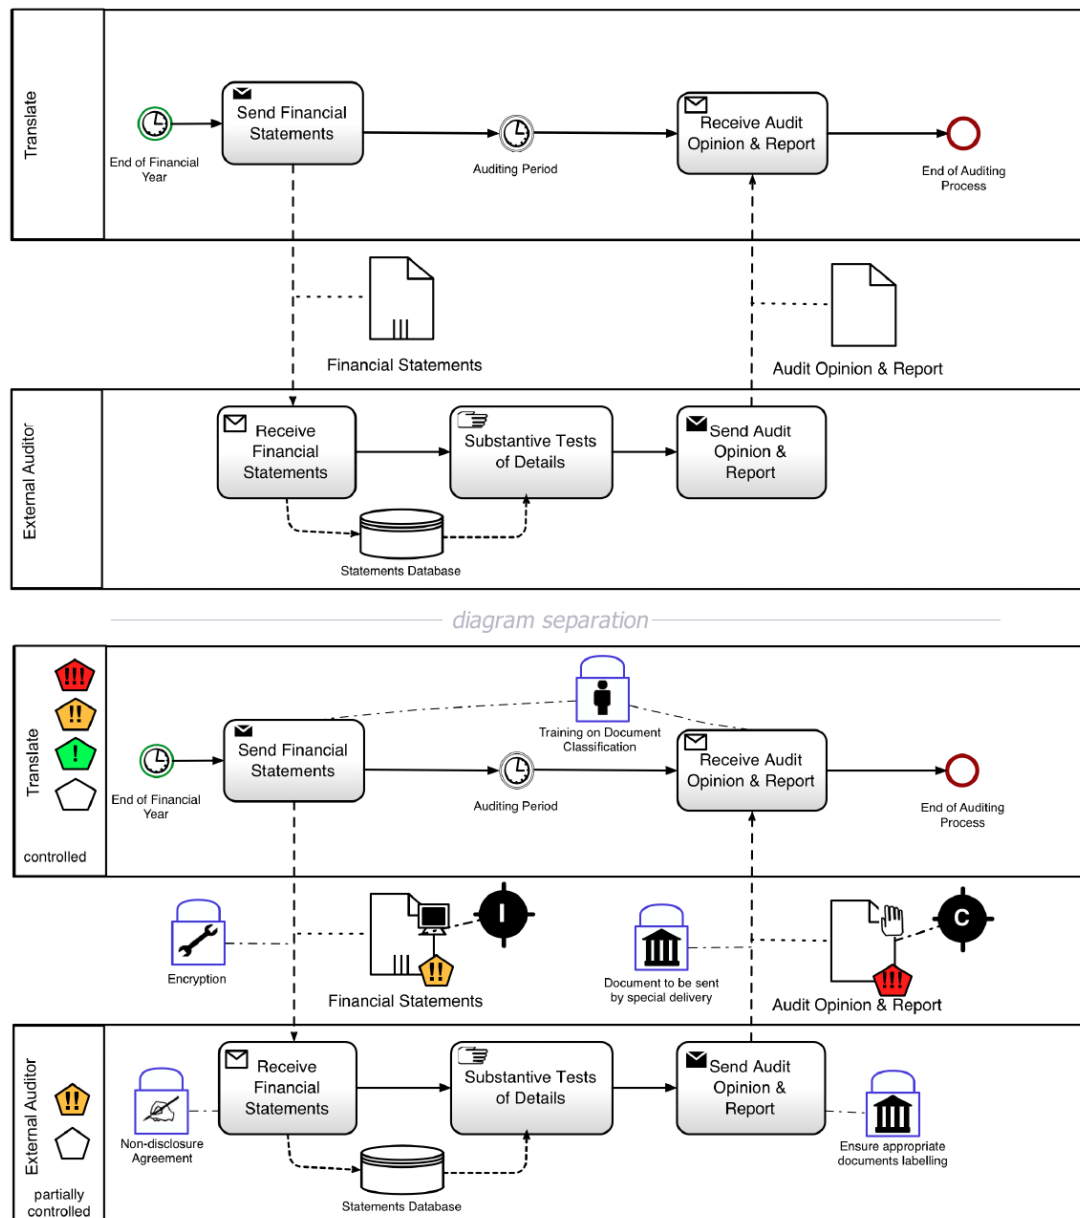 Translate
End of Financial
Year
Send Financial
Statements
Auditing Period
Receive Audit
Opinion & Report
End of Auditing
Process
Financial Statements
Audit Opinion & Report
External Auditor
Receive
Financial
Statements
Substantive Tests
of Details
Send Audit
Opinion &
Report
Statements Database
diagram separation
!!!
!!
!
Translate
controlled
Training on Document
Classification
End of Financial
Year
Send Financial
Statements
Auditing Period
Receive Audit
Opinion & Report
End of Auditing
Process
Encryption
I
!!
Financial Statements
Document to be sent
by special delivery
C
!!!
Audit Opinion & Report
External Auditor
!!
partially
controlled
Non-disclosure
Agreement
Receive
Financial
Statements
Substantive Tests
of Details
Send Audit
Opinion &
Report
Ensure appropriate
documents labelling
Statements Database